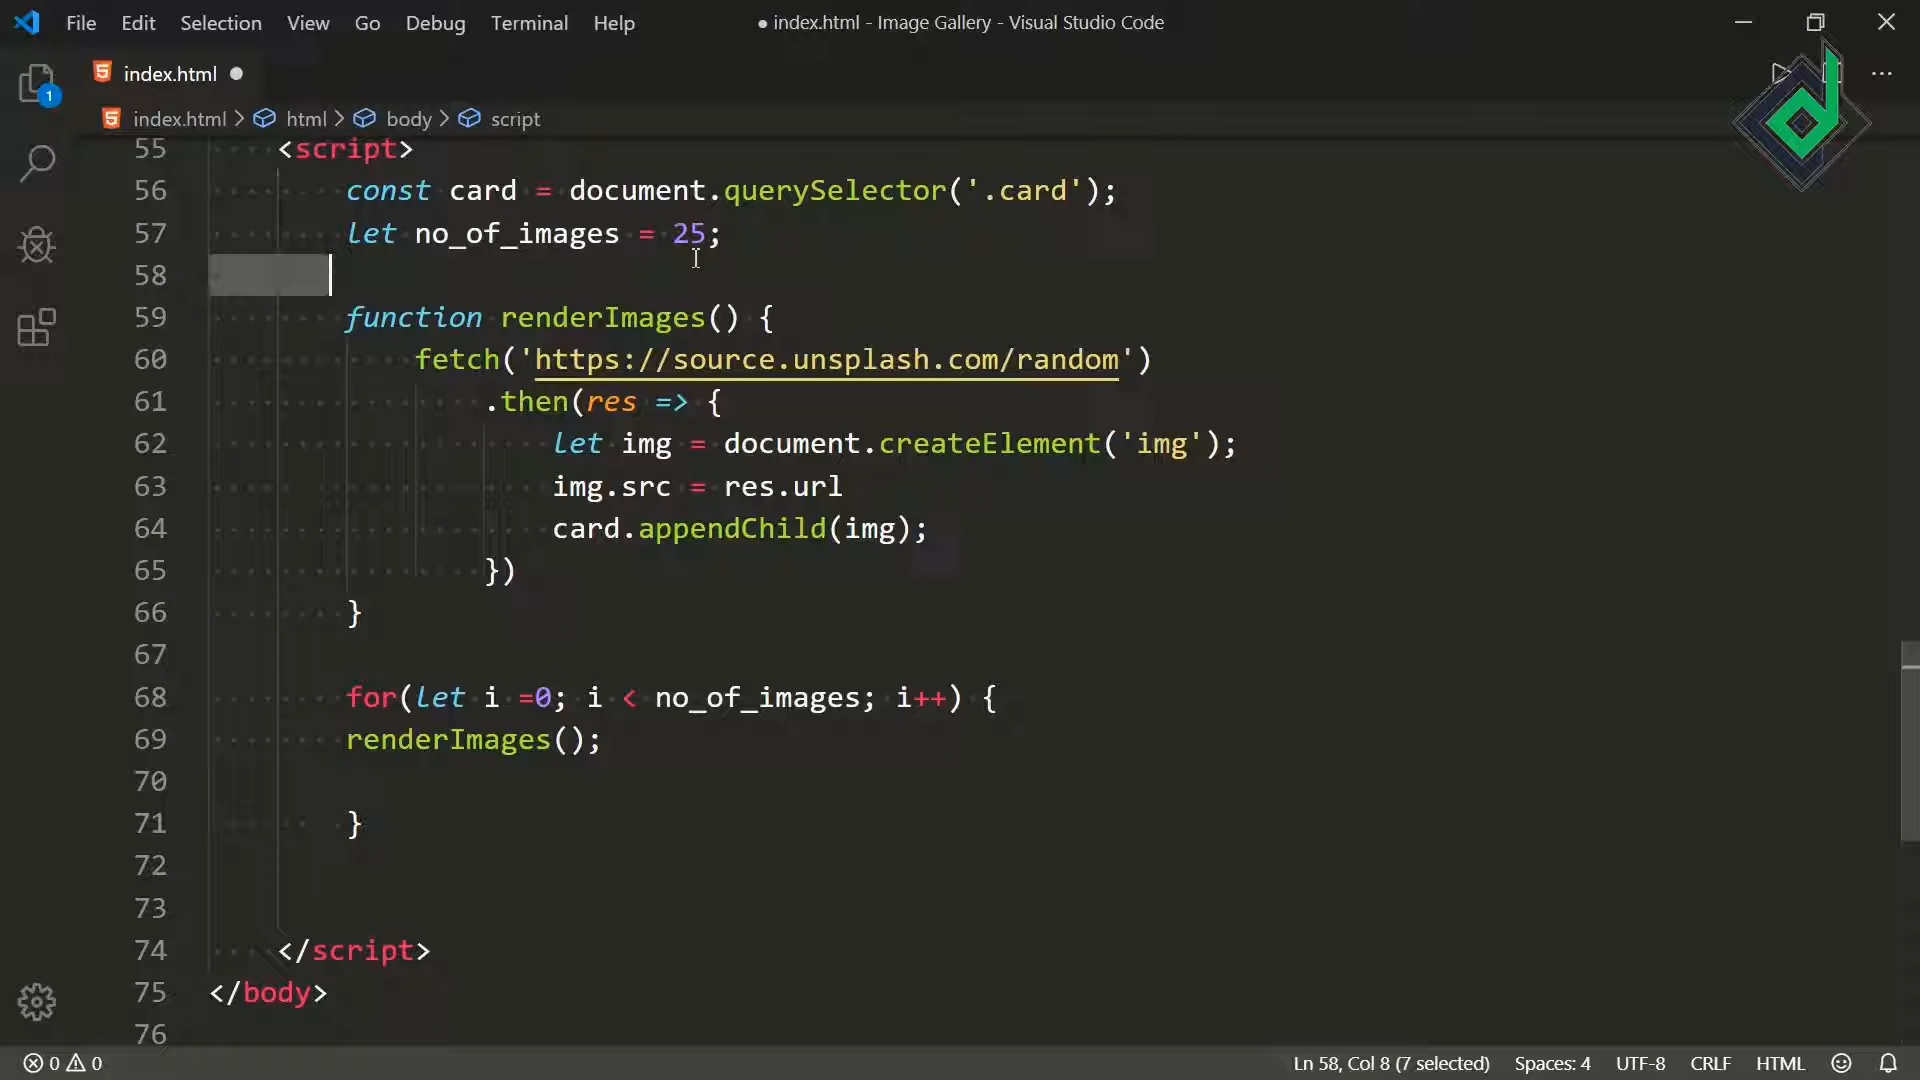 File Edit Selection View Go Debug Terminal Help ● index.html - Image Gallery - Visual Studio Code
index.html ●
index.html > html > body > script
1
55 <script>
56 const card = document.querySelector('.card');
57 let no_of_images = 25;
58
59 function renderImages() {
60 fetch('https://source.unsplash.com/random')
61 .then(res => {
62 let img = document.createElement('img');
63 img.src = res.url
64 card.appendChild(img);
65 })
66 }
67
68 for(let i =0; i < no_of_images; i++) {
69 renderImages();
70
71 }
72
73
74 </script>
75 </body>
76
0 0 Ln 58, Col 8 (7 selected) Spaces: 4 UTF-8 CRLF HTML